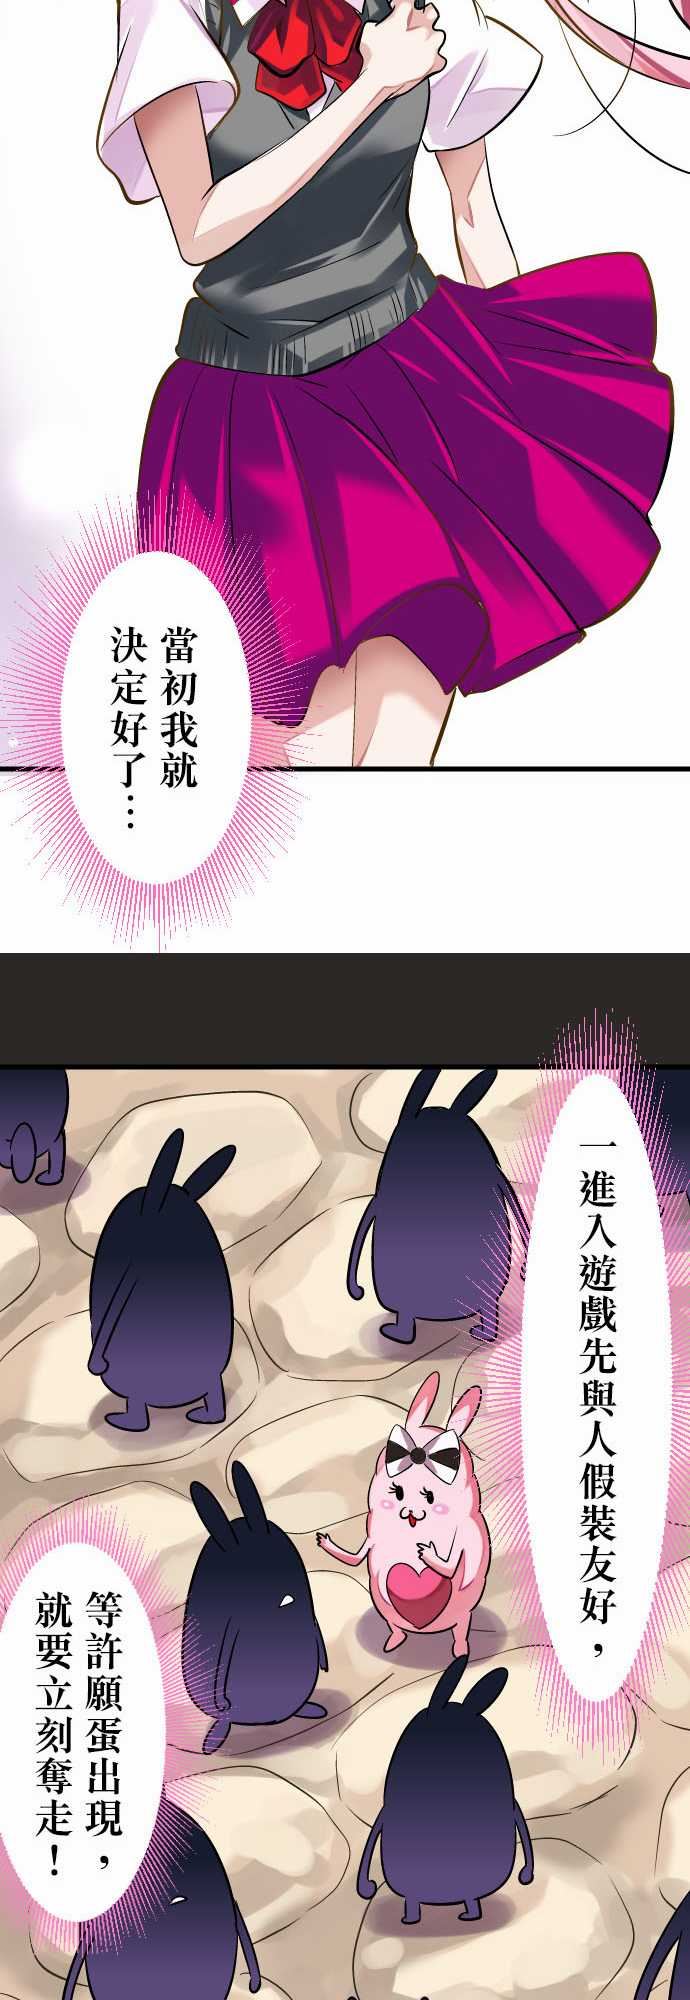 當初我就
決定好了…
一進入遊戲先與人假裝友好，
等許願蛋出現，
就要立刻奪走！